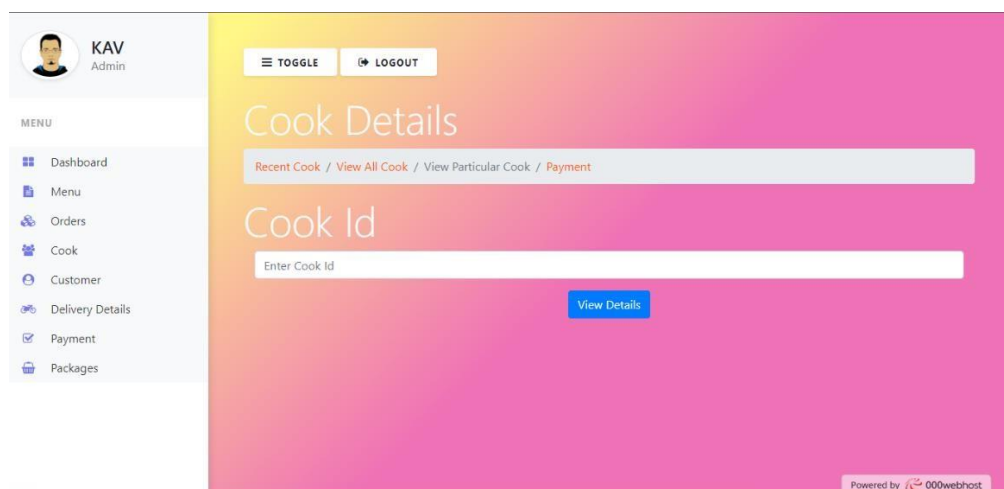 KAV
Admin
MENU
Dashboard
Menu
Orders
Cook
Customer
Delivery Details
Payment
Packages
TOGGLE
LOGOUT
Cook Details
Recent Cook / View All Cook / View Particular Cook / Payment
Cook Id
Enter Cook Id
View Details
Powered by 000webhost